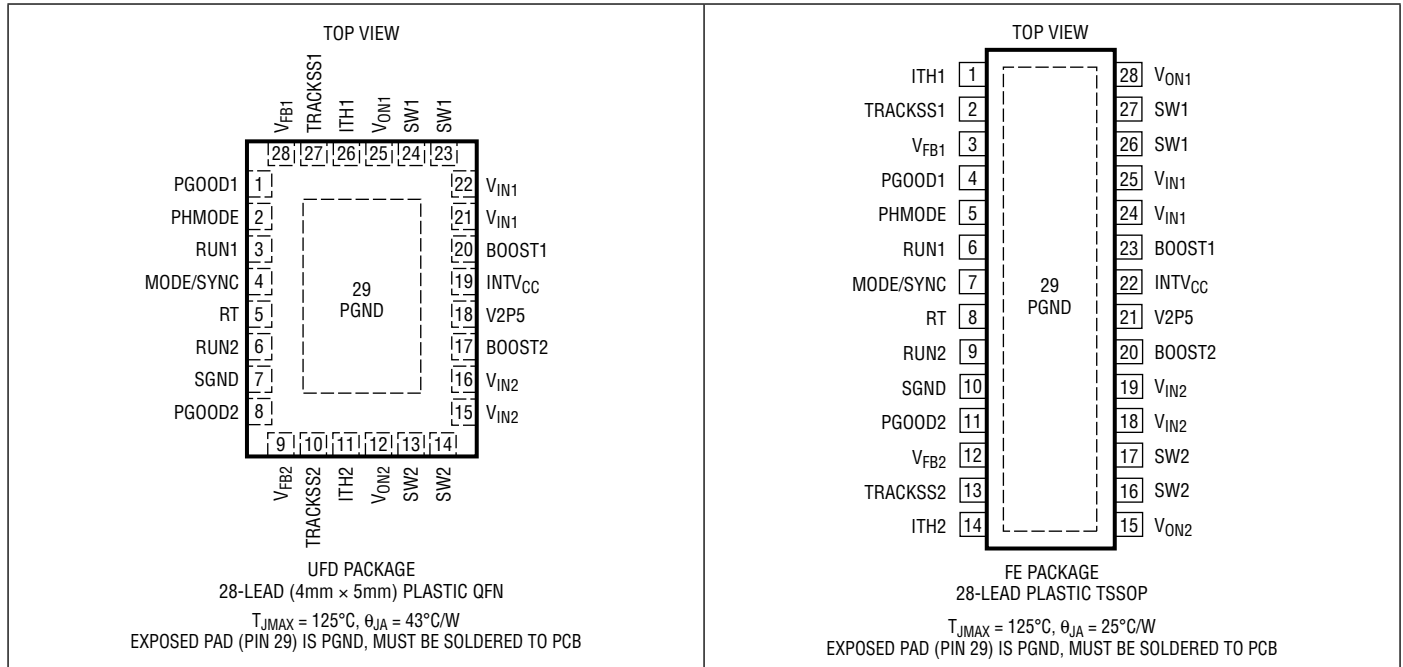 TOP VIEW
VFB1
TRACKSS1
ITH1
VON1
SW1
SW1
28 27 26 25 24 23
PGOOD1 1
PHMODE 2
RUN1 3
MODE/SYNC 4
RT 5
RUN2 6
SGND 7
PGOOD2 8
29
PGND
22 VIN1
21 VIN1
20 BOOST1
19 INTVCC
18 V2P5
17 BOOST2
16 VIN2
15 VIN2
9 10 11 12 13 14
VFB2
TRACKSS2
ITH2
VON2
SW2
SW2
UFD PACKAGE
28-LEAD (4mm × 5mm) PLASTIC QFN
TJMAX = 125°C, θJA = 43°C/W
EXPOSED PAD (PIN 29) IS PGND, MUST BE SOLDERED TO PCB
TOP VIEW
ITH1 1
TRACKSS1 2
VFB1 3
PGOOD1 4
PHMODE 5
RUN1 6
MODE/SYNC 7
RT 8
RUN2 9
SGND 10
PGOOD2 11
VFB2 12
TRACKSS2 13
ITH2 14
29
PGND
28 VON1
27 SW1
26 SW1
25 VIN1
24 VIN1
23 BOOST1
22 INTVCC
21 V2P5
20 BOOST2
19 VIN2
18 VIN2
17 SW2
16 SW2
15 VON2
FE PACKAGE
28-LEAD PLASTIC TSSOP
TJMAX = 125°C, θJA = 25°C/W
EXPOSED PAD (PIN 29) IS PGND, MUST BE SOLDERED TO PCB